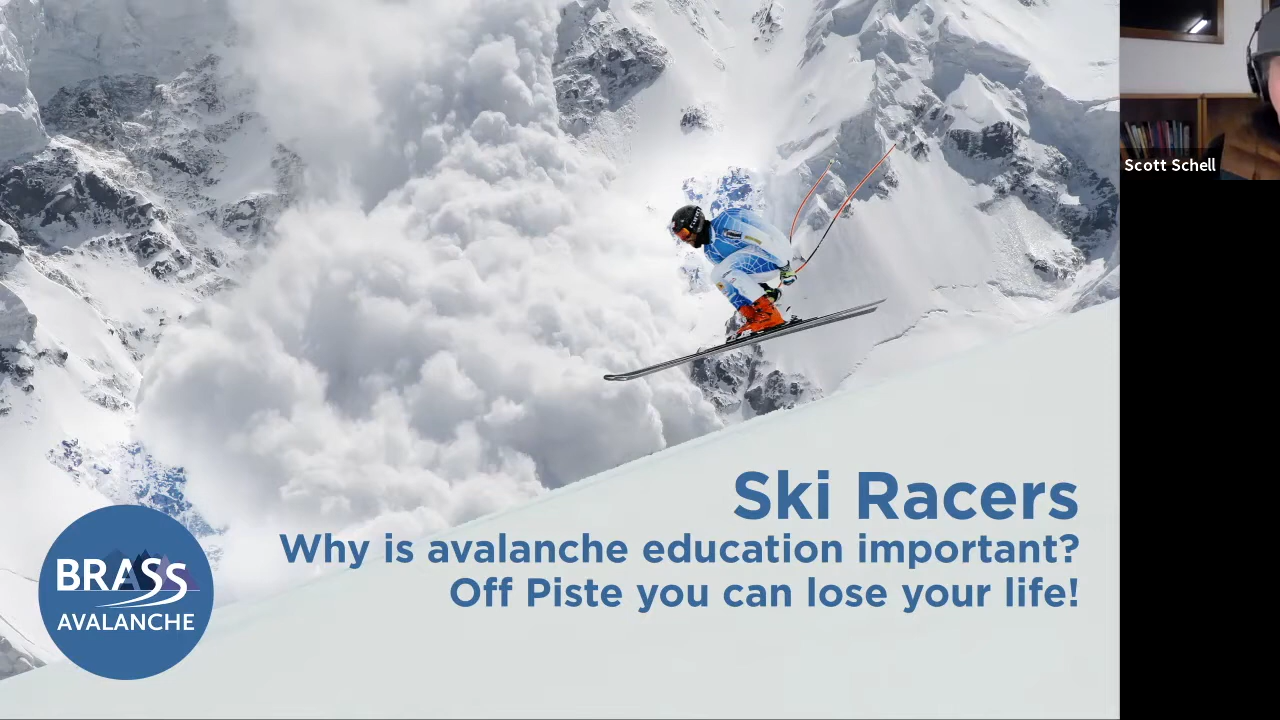 Scott Schell
Ski Racers
Why is avalanche education important?
Off Piste you can lose your life!
BRASS
AVALANCHE